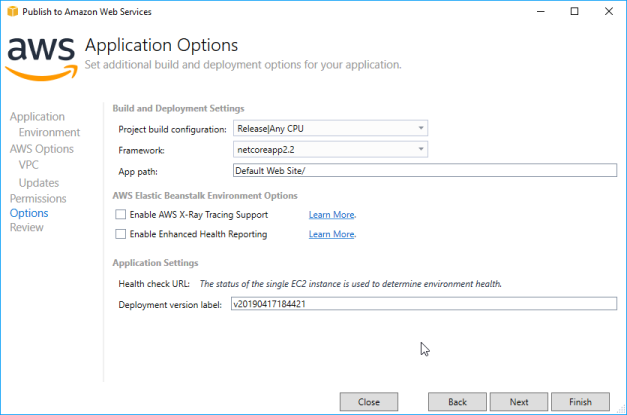 Publish to Amazon Web Services
aws
Application Options
Set additional build and deployment options for your application.
Application
Environment
AWS Options
VPC
Updates
Permissions
Options
Review
Build and Deployment Settings
Project build configuration: Release|Any CPU
Framework: netcoreapp2.2
App path: Default Web Site/
AWS Elastic Beanstalk Environment Options
Enable AWS X-Ray Tracing Support Learn More.
Enable Enhanced Health Reporting Learn More.
Application Settings
Health check URL: The status of the single EC2 instance is used to determine environment health.
Deployment version label: v20190417184421
Close Back Next Finish